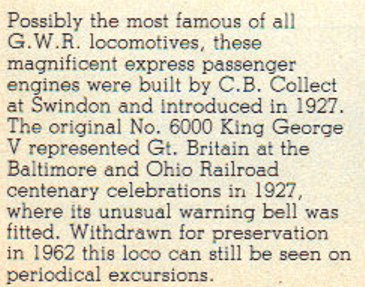 Possibly the most famous of all
G.W.R. locomotives, these
magnificent express passenger
engines were built by C.B. Collect
at Swindon and introduced in 1927.
The original No. 6000 King George
V represented Gt. Britain at the
Baltimore and Ohio Railroad
centenary celebrations in 1927,
where its unusual warning bell was
fitted. Withdrawn for preservation
in 1962 this loco can still be seen on
periodical excursions.